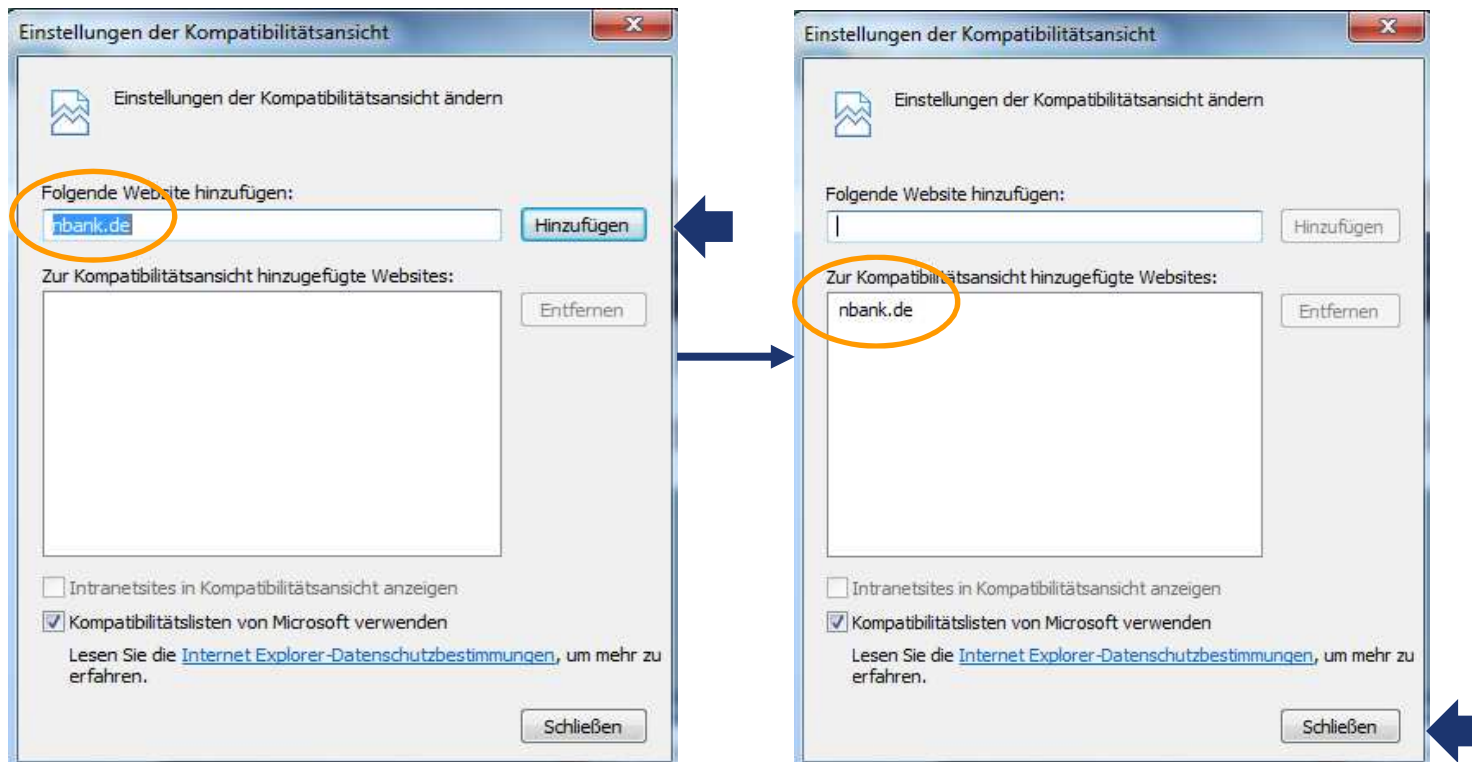 Einstellungen der Kompatibilitätsansicht
Einstellungen der Kompatibilitätsansicht ändern
Folgende Website hinzufügen:
nbank.de
Hinzufügen
Zur Kompatibilitätsansicht hinzugefügte Websites:
Entfernen
Intranetsites in Kompatibilitätsansicht anzeigen
Kompatibilitätslisten von Microsoft verwenden
Lesen Sie die Internet Explorer-Datenschutzbestimmungen, um mehr zu
erfahren.
Schließen
Einstellungen der Kompatibilitätsansicht
Einstellungen der Kompatibilitätsansicht ändern
Folgende Website hinzufügen:
Hinzufügen
Zur Kompatibilitätsansicht hinzugefügte Websites:
nbank.de
Entfernen
Intranetsites in Kompatibilitätsansicht anzeigen
Kompatibilitätslisten von Microsoft verwenden
Lesen Sie die Internet Explorer-Datenschutzbestimmungen, um mehr zu
erfahren.
Schließen